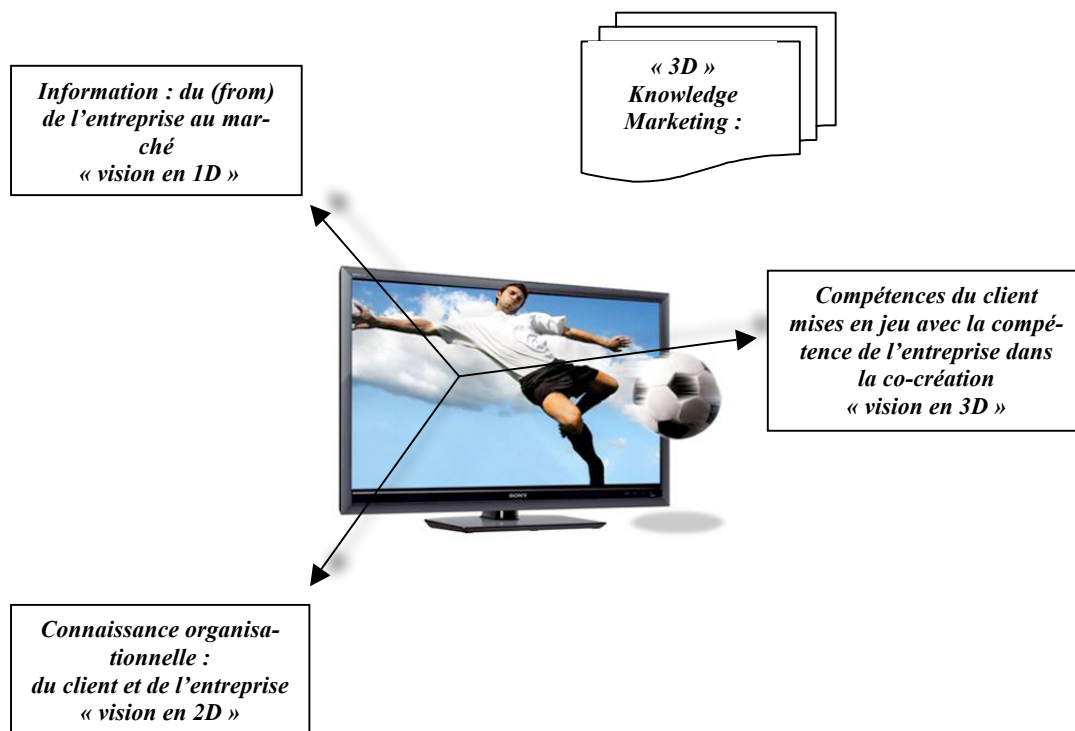 « 3D »
Knowledge
Marketing :
Information : du (from)
de l’entreprise au mar-
ché
« vision en 1D »
Compétences du client
mises en jeu avec la compé-
tence de l’entreprise dans
la co-création
« vision en 3D »
SONY
Connaissance organisa-
tionnelle :
du client et de l’entreprise
« vision en 2D »